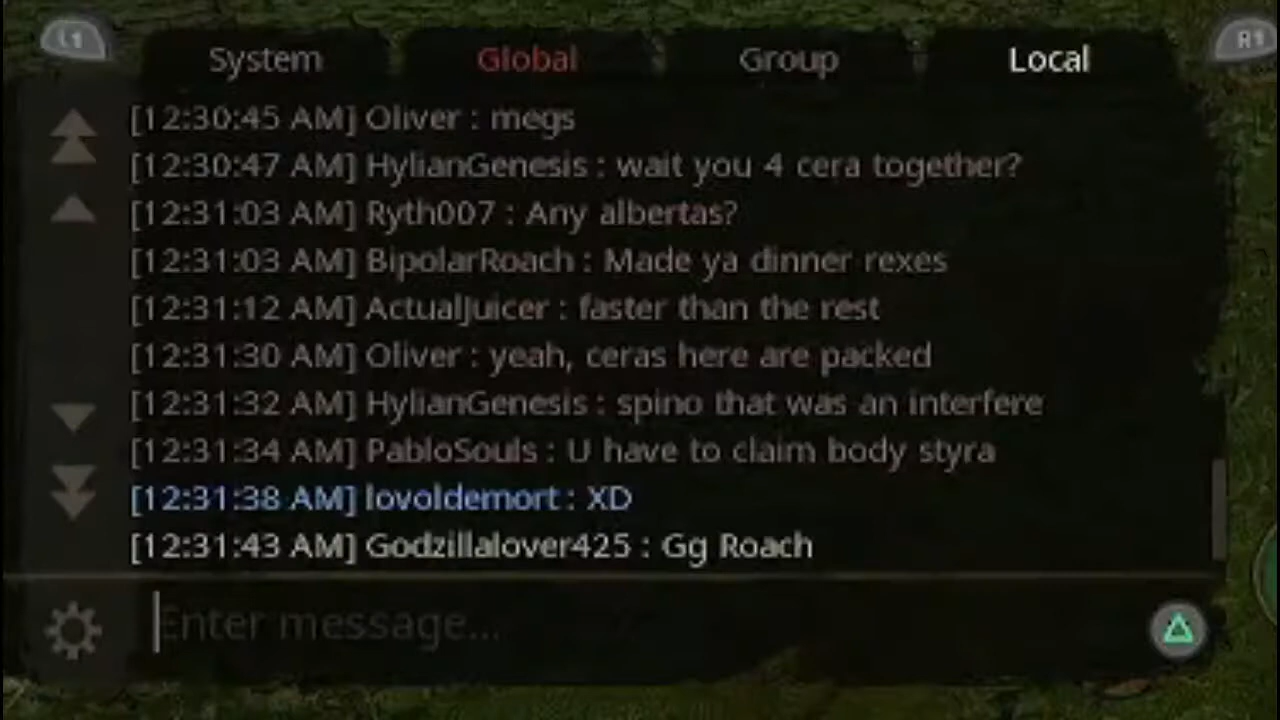 L1
R1
System Global Group Local
[12:30:45 AM] Oliver : megs
[12:30:47 AM] HylianGenesis : wait you 4 cera together?
[12:31:03 AM] Ryth007 : Any albertas?
[12:31:03 AM] BipolarRoach : Made ya dinner rexes
[12:31:12 AM] ActualJuicer : faster than the rest
[12:31:30 AM] Oliver : yeah, ceras here are packed
[12:31:32 AM] HylianGenesis : spino that was an interfere
[12:31:34 AM] PabloSouls : U have to claim body styra
[12:31:38 AM] lovoldemort : XD
[12:31:43 AM] Godzillalover425 : Gg Roach
Enter message...